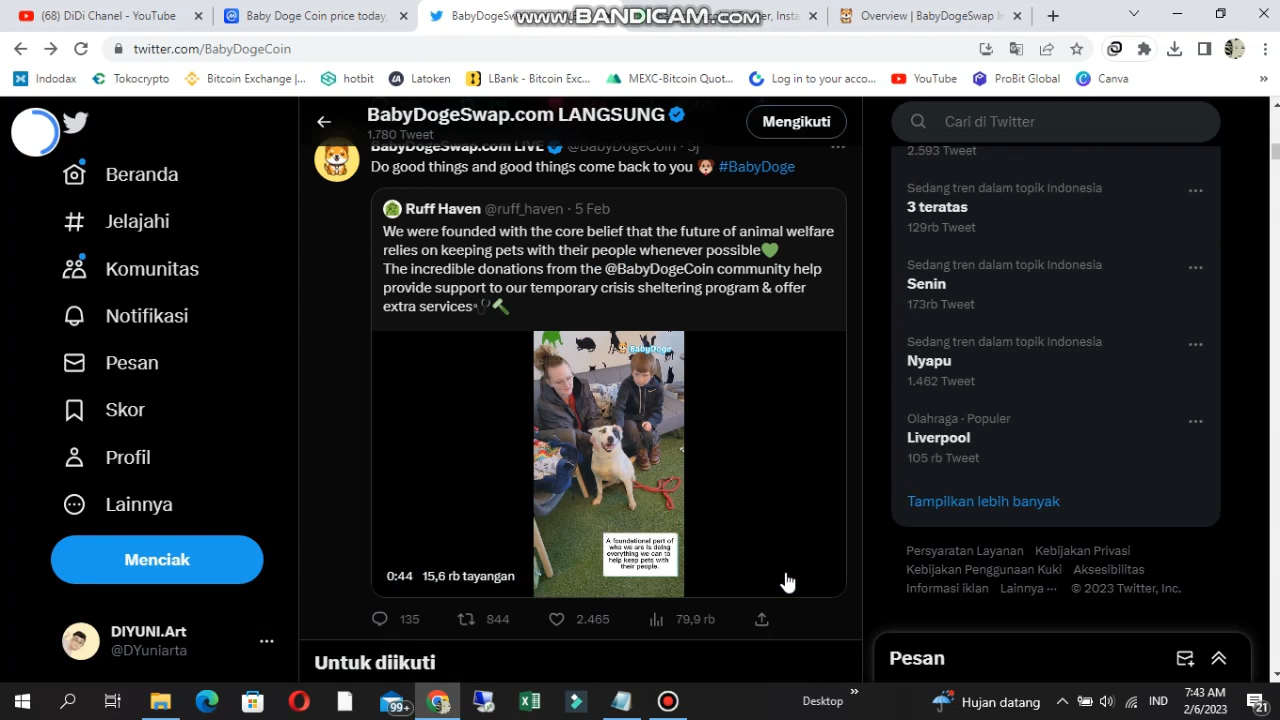 (65) DiDi Channel - YouTube
Baby Doge Coin price today,
BabyDogeSwap
www.BANDICAM.com
Overview | BabyDogeSwap
twitter.com/BabyDogeCoin
Indodax
Tokocrypto
Bitcoin Exchange |...
hotbit
Latoken
LBank - Bitcoin Exc...
MEXC-Bitcoin Quot...
Log in to your acco...
YouTube
ProBit Global
Canva
»
Beranda
Jelajahi
Komunitas
Notifikasi
Pesan
Skor
Profil
Lainnya
Menciak
DIYUNI.Art
@DYuniarta
BabyDogeSwap.com LANGSUNG
1.780 Tweet
Mengikuti
BabyDogeSwap.com LIVE @BabyDogeCoin · 5j
Do good things and good things come back to you 🐶 #BabyDoge
Ruff Haven @ruff_haven · 5 Feb
We were founded with the core belief that the future of animal welfare
relies on keeping pets with their people whenever possible💚
The incredible donations from the @BabyDogeCoin community help
provide support to our temporary crisis sheltering program & offer
extra services
BabyDoge
A foundational part of
who we are is doing
everything we can to
help keep pets with
their people.
0:44 15,6 rb tayangan
135
844
2.465
79,9 rb
Untuk diikuti
Cari di Twitter
2.593 Tweet
Sedang tren dalam topik Indonesia
3 teratas
129rb Tweet
Sedang tren dalam topik Indonesia
Senin
173rb Tweet
Sedang tren dalam topik Indonesia
Nyapu
1.462 Tweet
Olahraga · Populer
Liverpool
105 rb Tweet
Tampilkan lebih banyak
Persyaratan Layanan Kebijakan Privasi
Kebijakan Penggunaan Kuki Aksesibilitas
Informasi iklan Lainnya ··· © 2023 Twitter, Inc.
Pesan
99+
Desktop
»
Hujan datang
IND
7:43 AM
2/6/2023
21